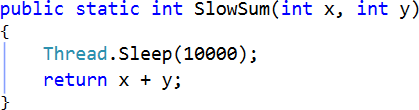 public static int SlowSum(int x, int y)
{
    Thread.Sleep(10000);
    return x + y;
}